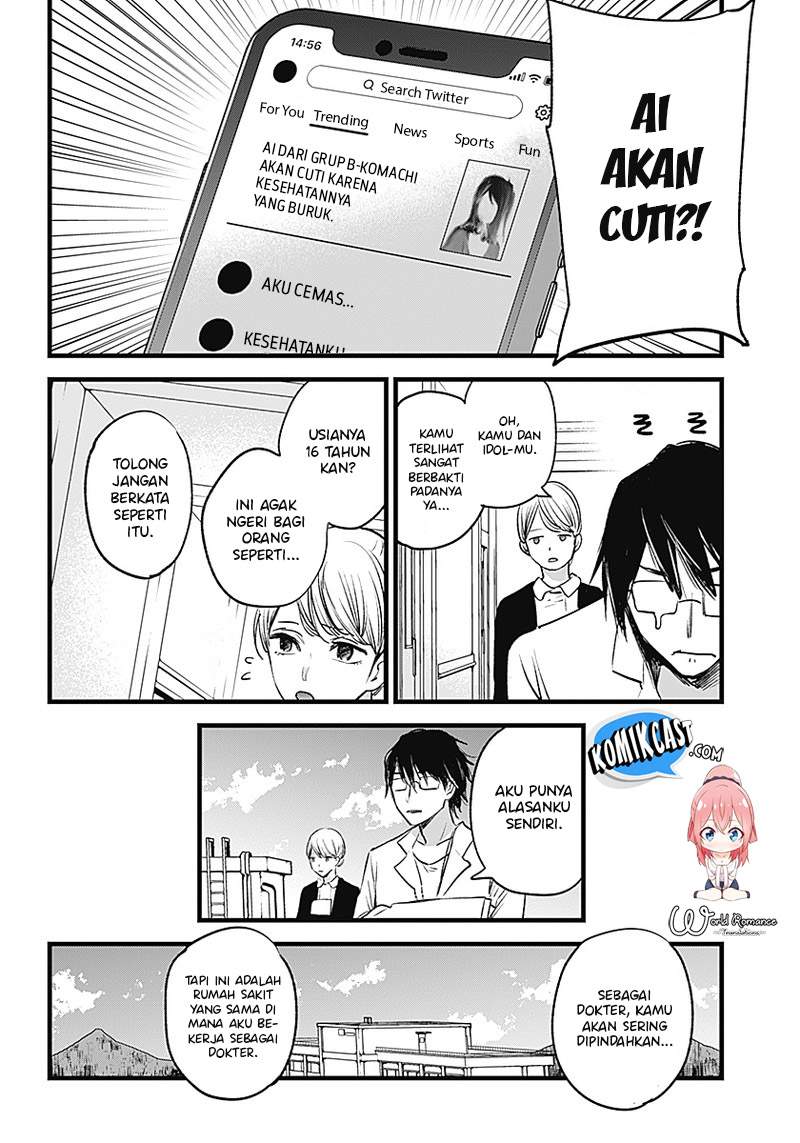 AI
AKAN
CUTI?!
14:56
Search Twitter
For You Trending News Sports Fun
AI DARI GRUP B-KOMACHI
AKAN CUTI KARENA
KESEHATANNYA
YANG BURUK.
AKU CEMAS...
KESEHATANKU
OH,
KAMU DAN
IDOL-MU.
KAMU
TERLIHAT
SANGAT
BERBAKTI
PADANYA
YA...
USIANYA
16 TAHUN
KAN?
INI AGAK
NGERI BAGI
ORANG
SEPERTI...
TOLONG
JANGAN
BERKATA
SEPERTI
ITU.
AKU PUNYA
ALASANKU
SENDIRI.
KOMIKCAST.COM
World Romance
Translations
SEBAGAI
DOKTER, KAMU
AKAN SERING
DIPINDAHKAN...
TAPI INI ADALAH
RUMAH SAKIT
YANG SAMA DI
MANA AKU BE-
KERJA SEBAGAI
DOKTER.